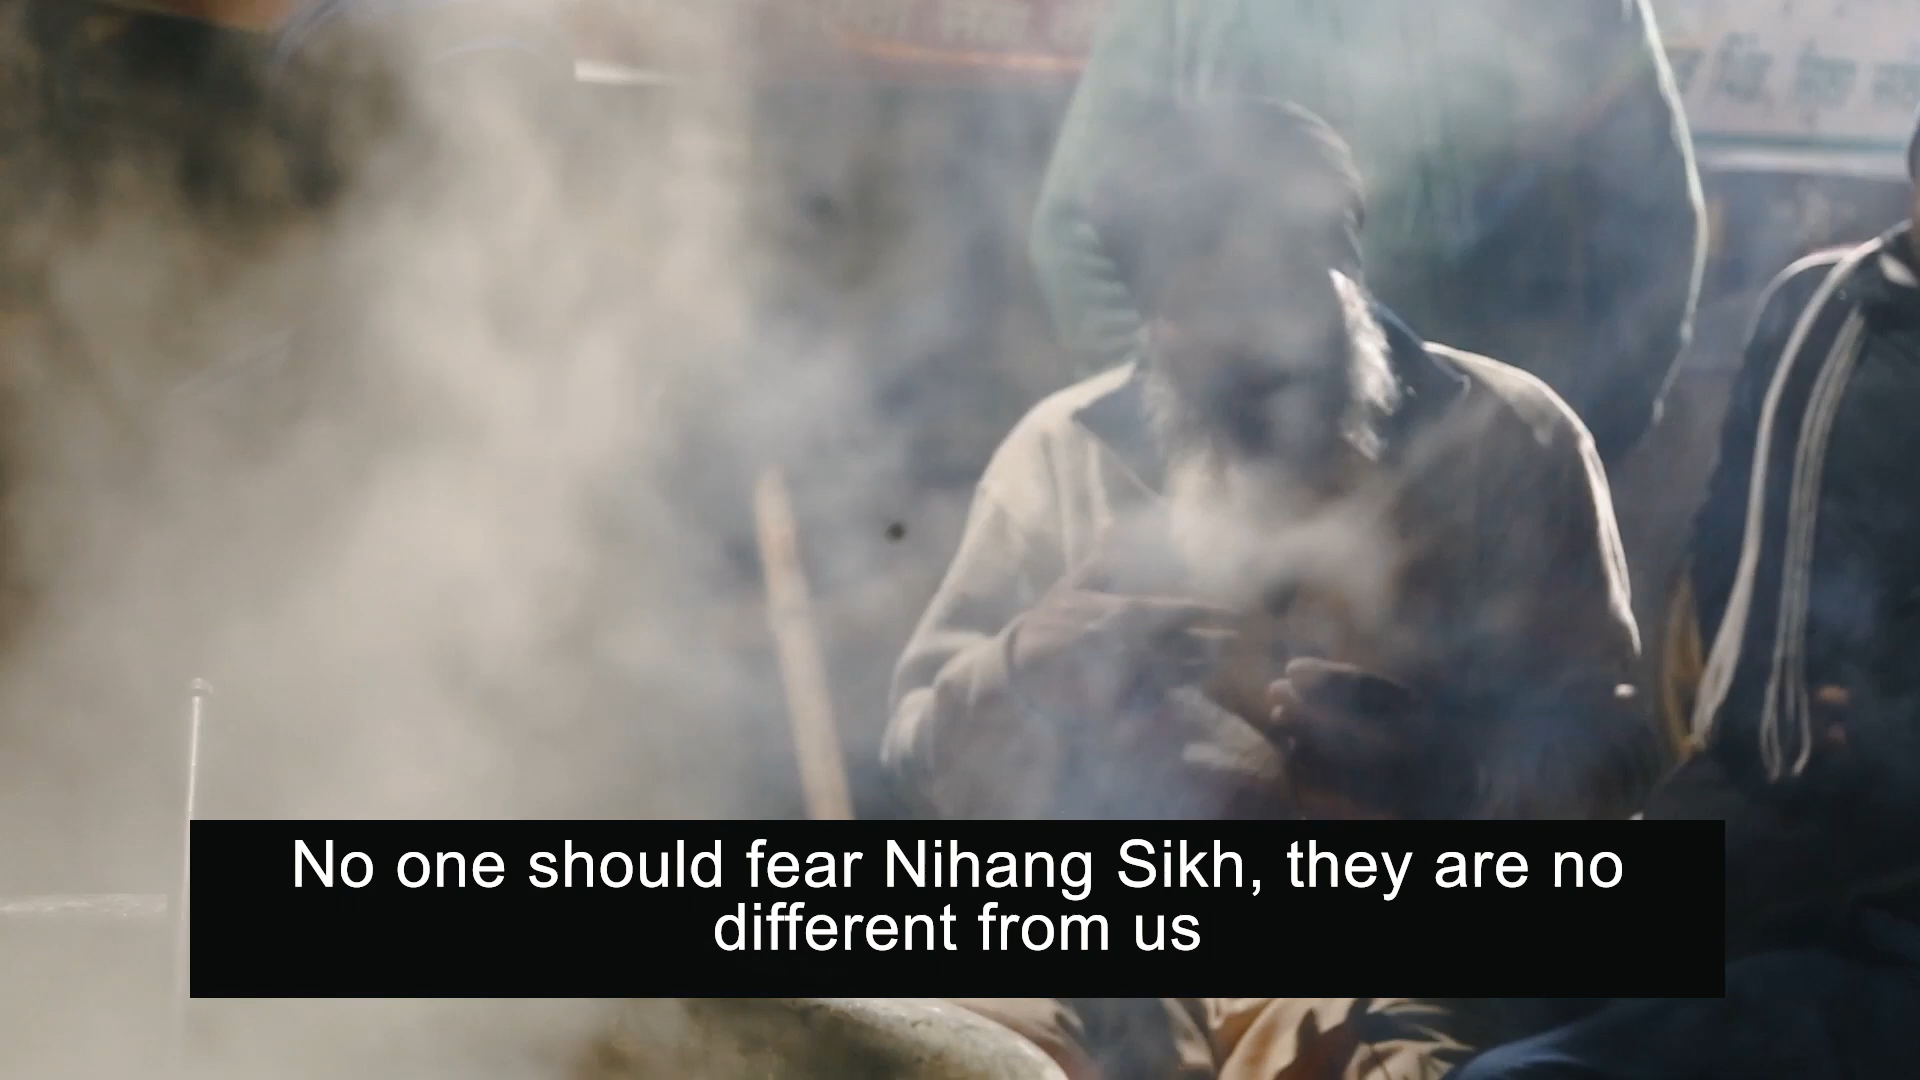 No one should fear Nihang Sikh, they are no
different from us